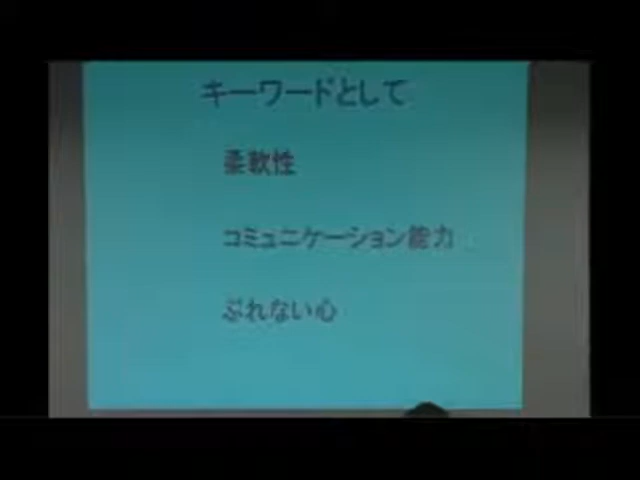 キーワードとして
柔軟性
コミュニケーション能力
ぶれない心